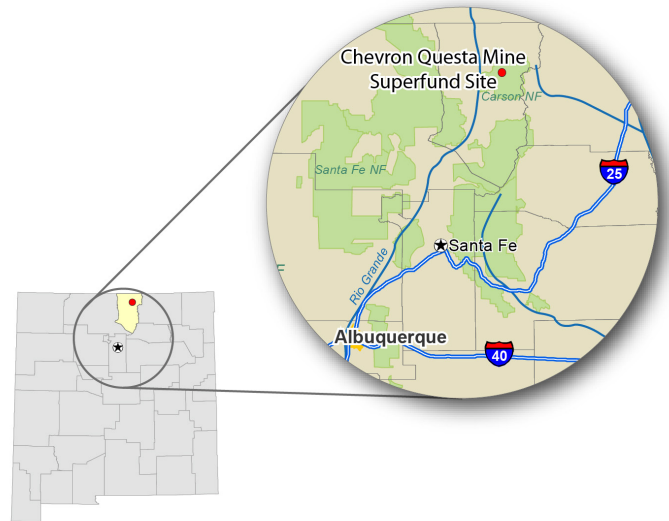 Chevron Questa Mine
Superfund Site
Carson NF
Santa Fe NF
25
Santa Fe
F
Rio Grande
Albuquerque
40